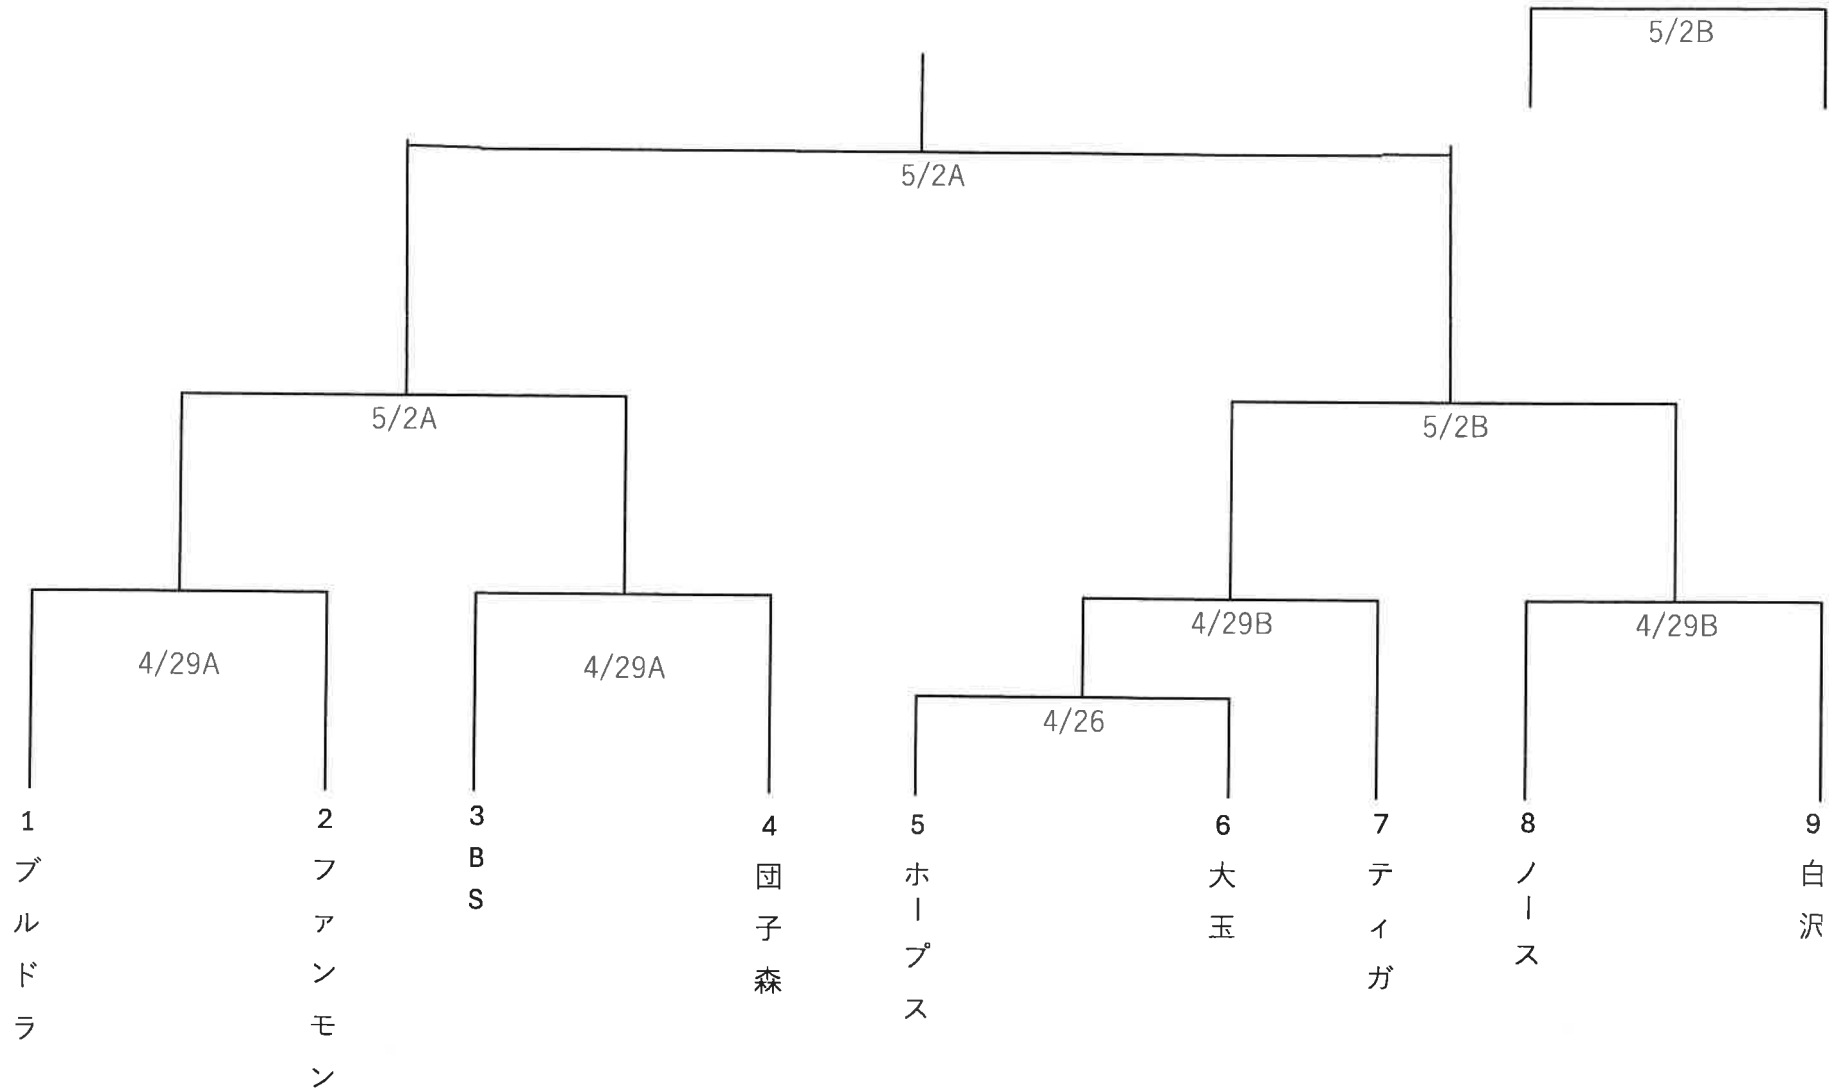 5/2B
5/2A
5/2A
5/2B
4/29A
4/29A
4/29B
4/29B
4/26
1
ブルドラ
2
ファンモン
3
BS
4
団子森
5
ホープス
6
大玉
7
ティガ
8
ノース
9
白沢